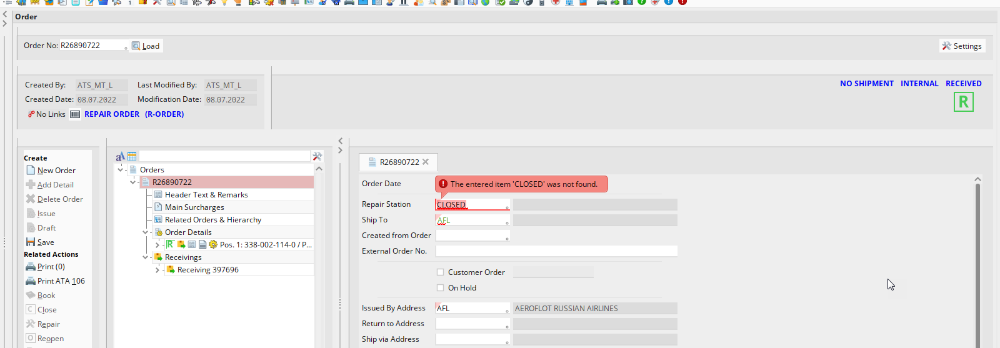 Order
Order No: R26890722 Load Settings
Created By: ATS_MT_L Last Modified By: ATS_MT_L
NO SHIPMENT INTERNAL RECEIVED
Created Date: 08.07.2022 Modification Date: 08.07.2022
R
No Links REPAIR ORDER (R-ORDER)
Create
New Order
Add Detail
Delete Order
Issue
Draft
Save
Related Actions
Print (0)
Print ATA 106
Book
C Close
Repair
O Reopen
aA
Orders
R26890722
Header Text & Remarks
Main Surcharges
Related Orders & Hierarchy
Order Details
R Pos. 1: 338-002-114-0 / P...
Receivings
Receiving 397696
R26890722
Order Date
The entered item 'CLOSED' was not found.
Repair Station CLOSED
Ship To AFL
Created from Order
External Order No.
Customer Order
On Hold
Issued By Address AFL AEROFLOT RUSSIAN AIRLINES
Return to Address
Ship via Address